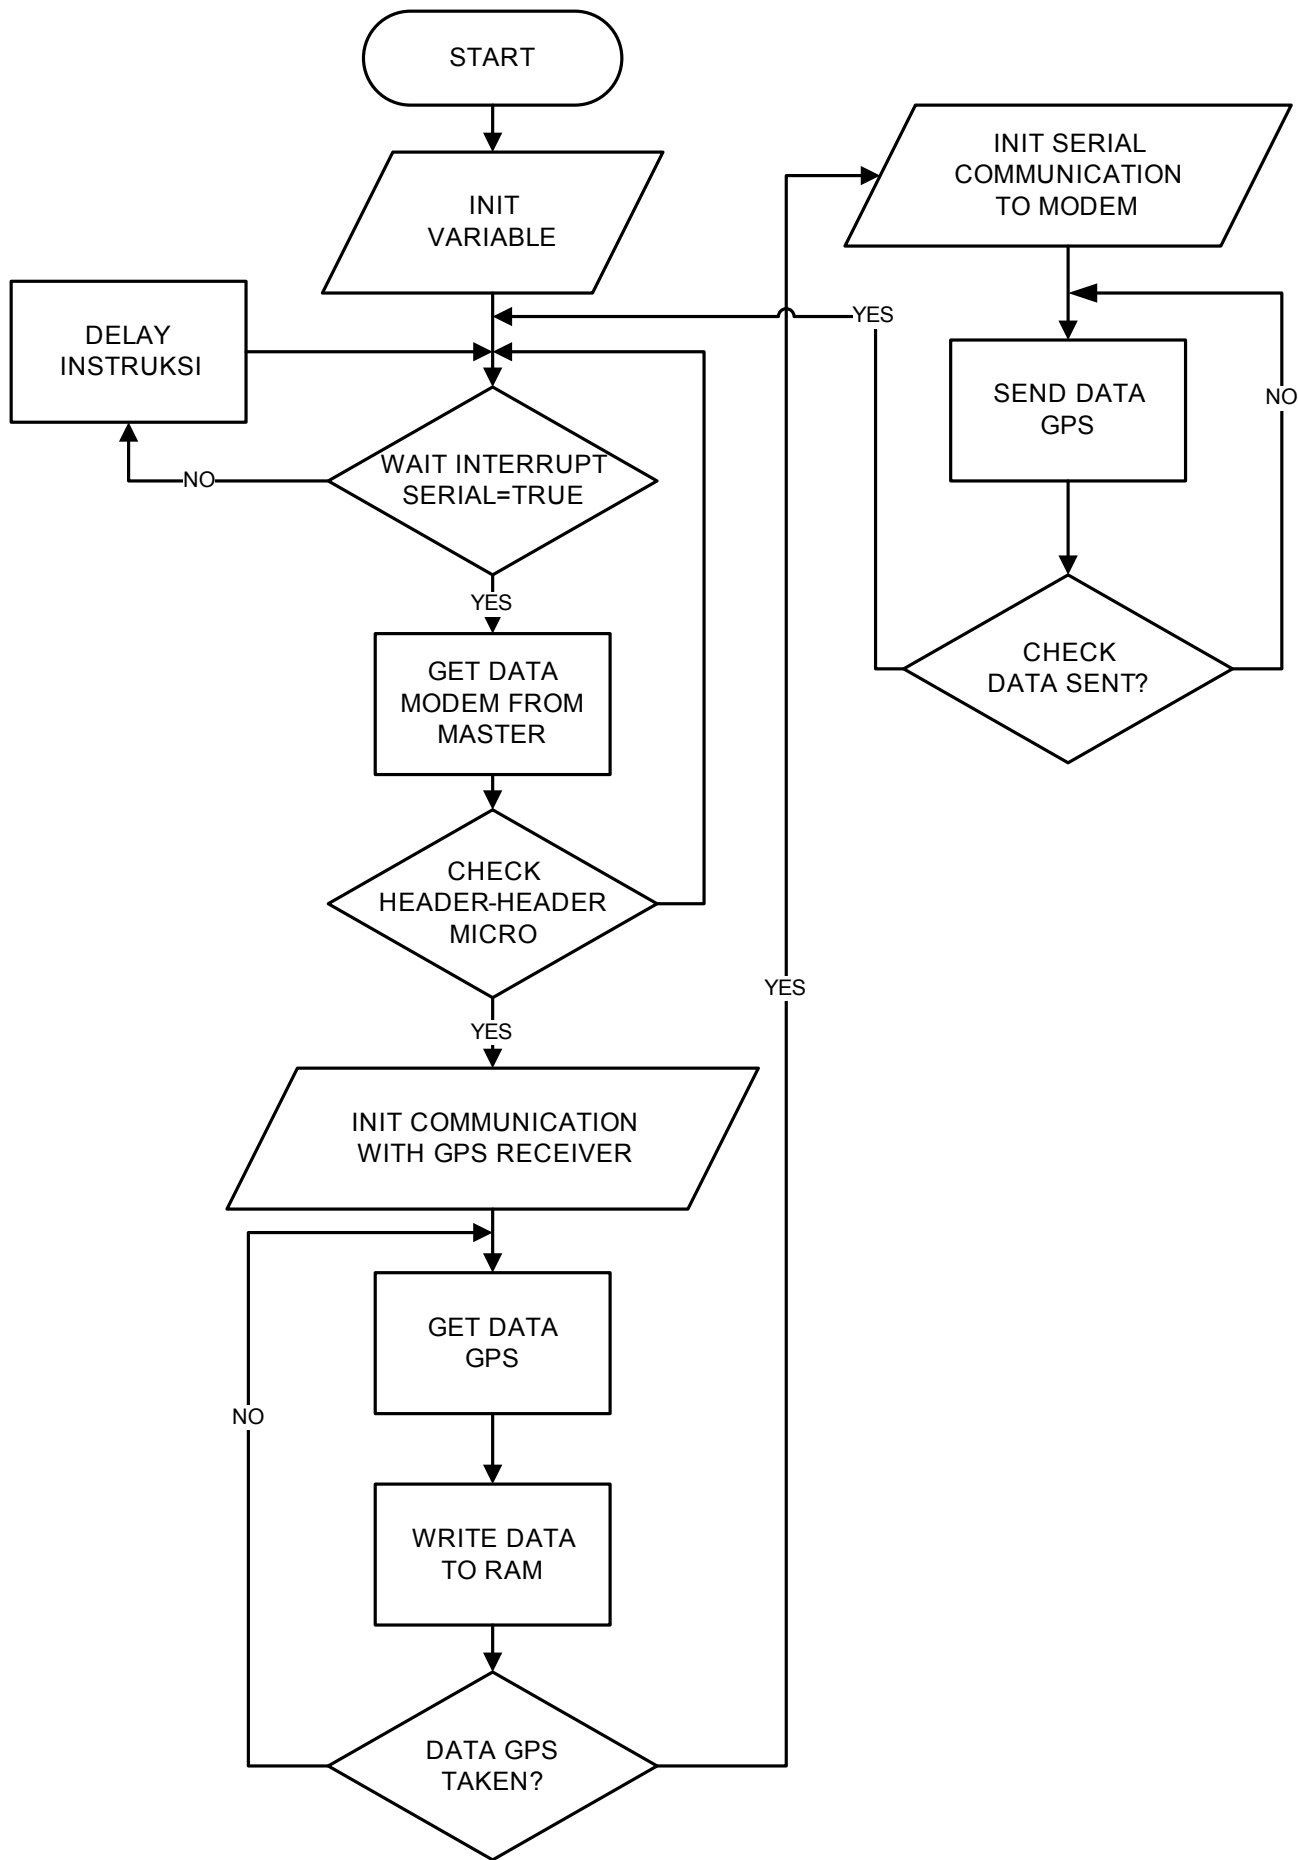 START
INIT
VARIABLE
DELAY
INSTRUKSI
WAIT INTERRUPT
SERIAL=TRUE
NO
YES
GET DATA
MODEM FROM
MASTER
CHECK
HEADER-HEADER
MICRO
YES
INIT COMMUNICATION
WITH GPS RECEIVER
GET DATA
GPS
NO
WRITE DATA
TO RAM
DATA GPS
TAKEN?
YES
INIT SERIAL
COMMUNICATION
TO MODEM
SEND DATA
GPS
CHECK
DATA SENT?
YES
NO